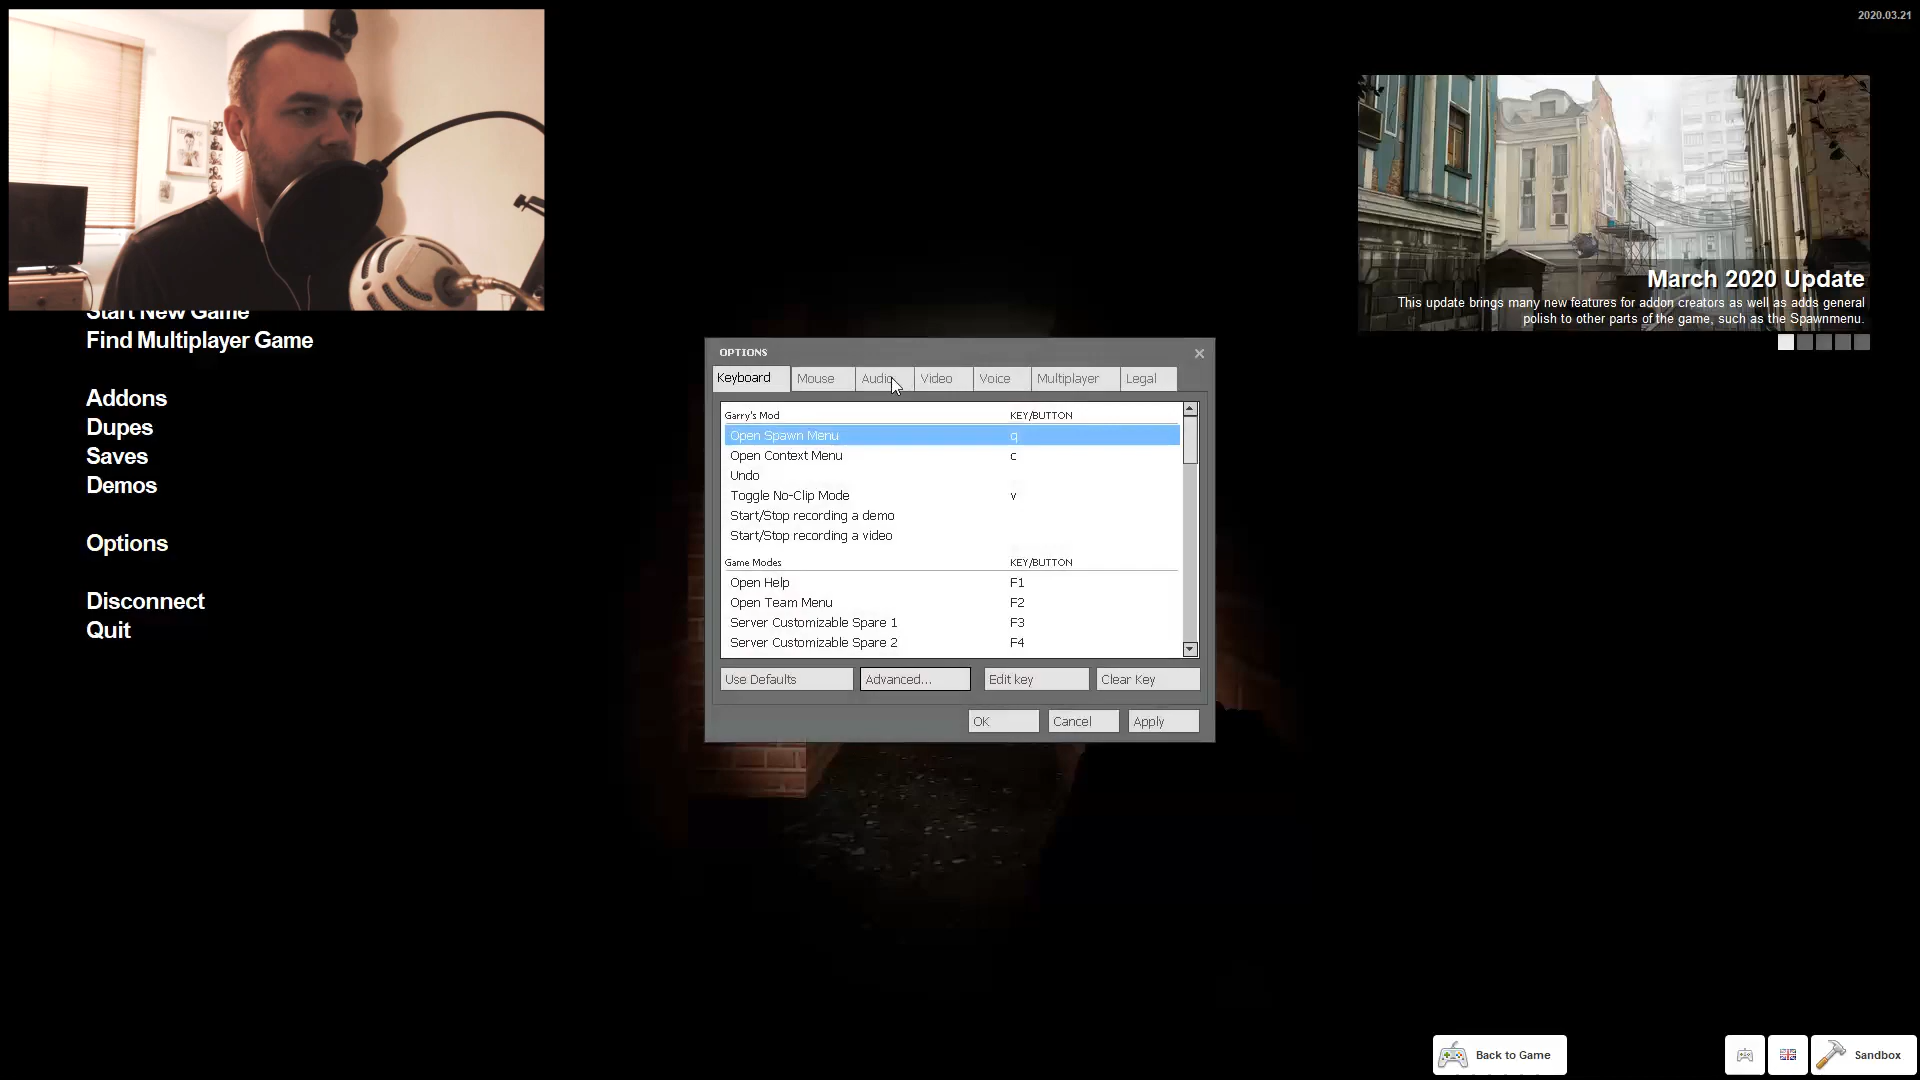 2020.03.21
March 2020 Update
This update brings many new features for addon creators as well as adds general
polish to other parts of the game, such as the Spawnmenu.
Start New Game
Find Multiplayer Game
Addons
Dupes
Saves
Demos
Options
Disconnect
Quit
OPTIONS
Keyboard Mouse Audio Video Voice Multiplayer Legal
Garry's Mod KEY/BUTTON
Open Spawn Menu q
Open Context Menu c
Undo
Toggle No-Clip Mode v
Start/Stop recording a demo
Start/Stop recording a video
Game Modes KEY/BUTTON
Open Help F1
Open Team Menu F2
Server Customizable Spare 1 F3
Server Customizable Spare 2 F4
Use Defaults Advanced... Edit key Clear Key
OK Cancel Apply
Back to Game
Sandbox